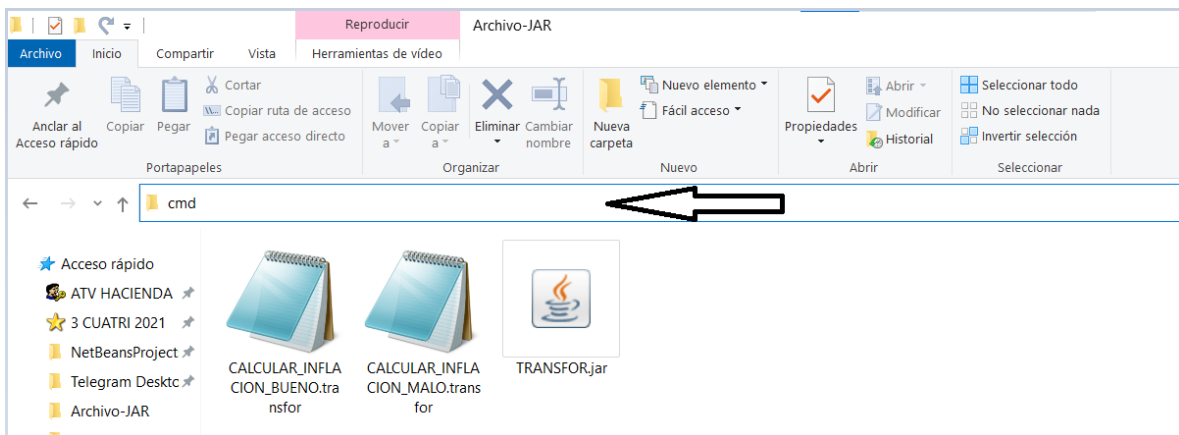 Reproducir
Archivo-JAR
Archivo
Inicio
Compartir
Vista
Herramientas de vídeo
Anclar al
Acceso rápido
Copiar
Pegar
Cortar
Copiar ruta de acceso
Pegar acceso directo
Portapapeles
Mover
a
Copiar
a
Eliminar
Cambiar
nombre
Organizar
Nueva
carpeta
Nuevo elemento
Fácil acceso
Nuevo
Propiedades
Abrir
Modificar
Historial
Abrir
Seleccionar todo
No seleccionar nada
Invertir selección
Seleccionar
cmd
Acceso rápido
ATV HACIENDA
3 CUATRI 2021
NetBeansProject
Telegram Deskto
Archivo-JAR
CALCULAR_INFLA
CION_BUENO.tra
nsfor
CALCULAR_INFLA
CION_MALO.trans
for
TRANSFOR.jar